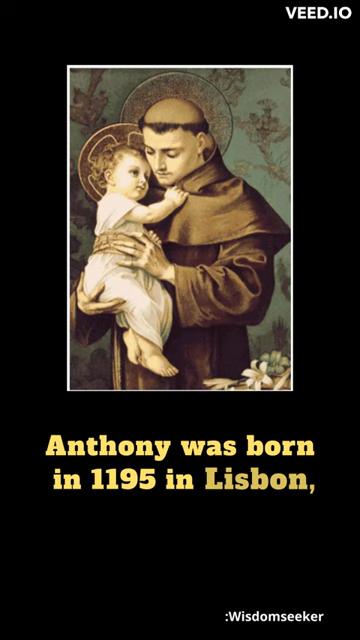 VEED.IO
Anthony was born
in 1195 in Lisbon,
:Wisdomseeker